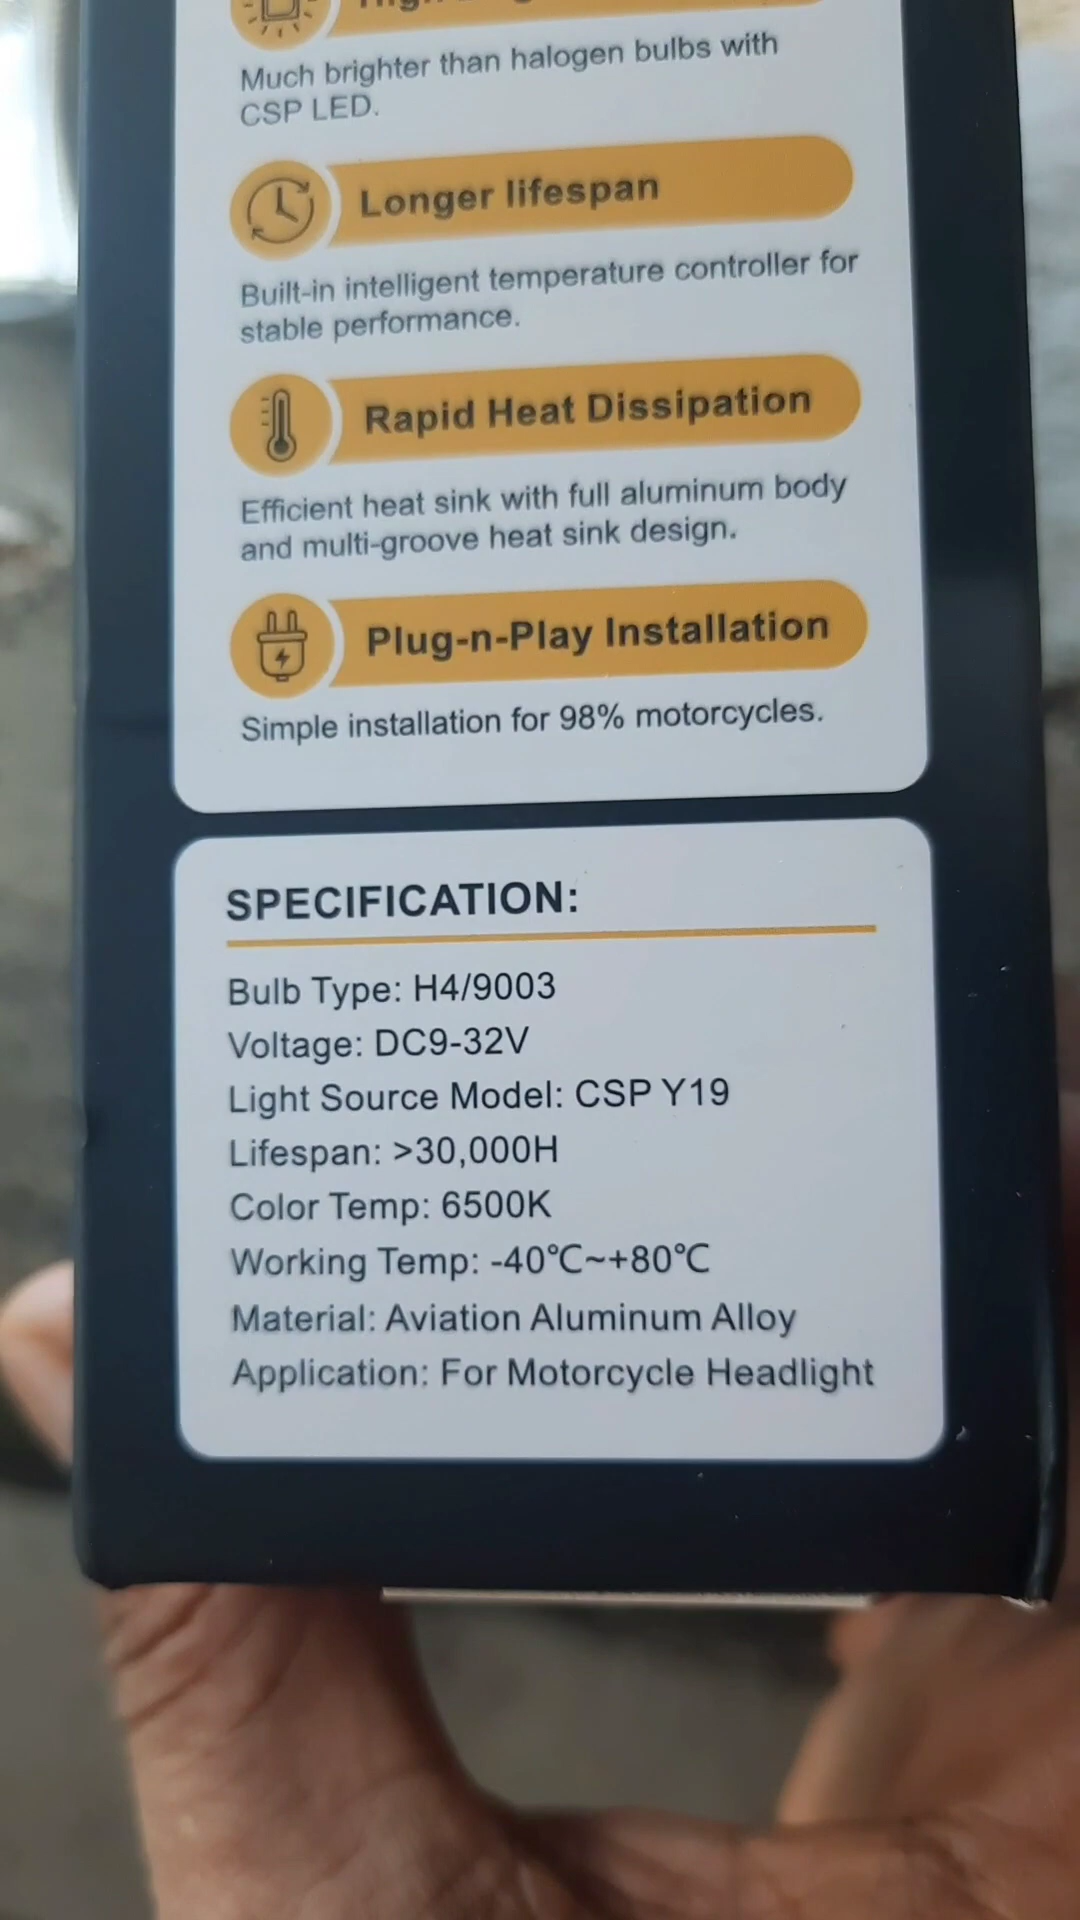 Much brighter than halogen bulbs with
CSP LED.
Longer lifespan
Built-in intelligent temperature controller for
stable performance.
Rapid Heat Dissipation
Efficient heat sink with full aluminum body
and multi-groove heat sink design.
Plug-n-Play Installation
Simple installation for 98% motorcycles.
SPECIFICATION:
Bulb Type: H4/9003
Voltage: DC9-32V
Light Source Model: CSP Y19
Lifespan: >30,000H
Color Temp: 6500K
Working Temp: -40℃~+80℃
Material: Aviation Aluminum Alloy
Application: For Motorcycle Headlight